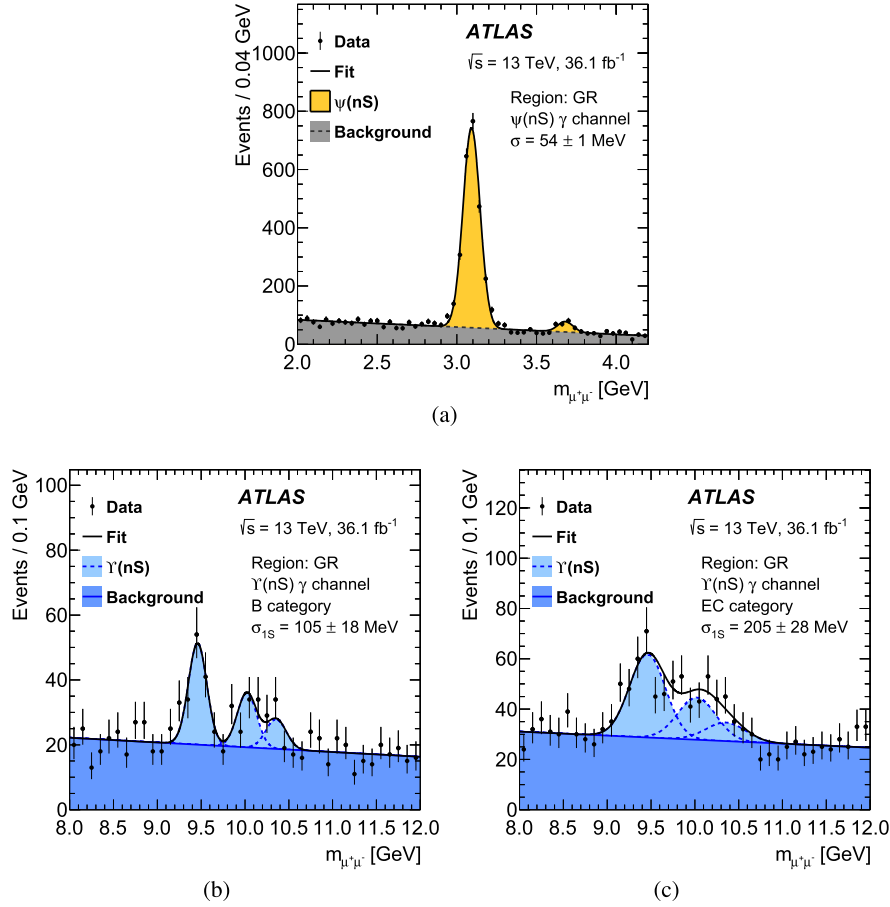 ATLAS
√s = 13 TeV, 36.1 fb⁻¹
Data
Fit
ψ(nS)
Background
Region: GR
ψ(nS) γ channel
σ = 54 ± 1 MeV
Events / 0.04 GeV
1000
800
600
400
200
0
2.0 2.5 3.0 3.5 4.0
m_μ⁺μ⁻ [GeV]
(a)
ATLAS
√s = 13 TeV, 36.1 fb⁻¹
Data
Fit
ϒ(nS)
Background
Region: GR
ϒ(nS) γ channel
B category
σ_1S = 105 ± 18 MeV
Events / 0.1 GeV
100
80
60
40
20
0
8.0 8.5 9.0 9.5 10.0 10.5 11.0 11.5 12.0
m_μ⁺μ⁻ [GeV]
(b)
ATLAS
√s = 13 TeV, 36.1 fb⁻¹
Data
Fit
ϒ(nS)
Background
Region: GR
ϒ(nS) γ channel
EC category
σ_1S = 205 ± 28 MeV
Events / 0.1 GeV
120
100
80
60
40
20
0
8.0 8.5 9.0 9.5 10.0 10.5 11.0 11.5 12.0
m_μ⁺μ⁻ [GeV]
(c)